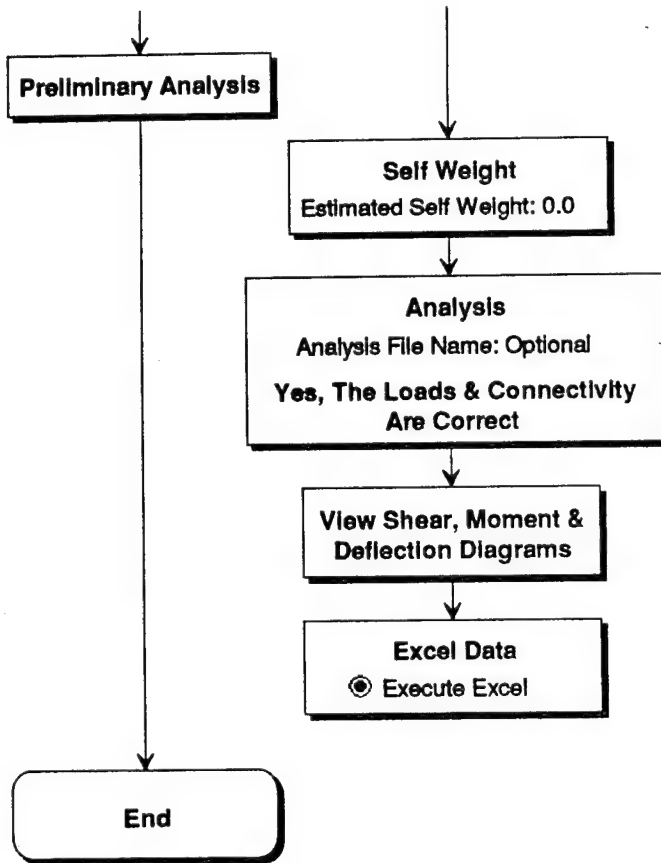 Preliminary Analysis
Self Weight
Estimated Self Weight: 0.0
Analysis
Analysis File Name: Optional
Yes, The Loads & Connectivity
Are Correct
View Shear, Moment &
Deflection Diagrams
Excel Data
Execute Excel
End